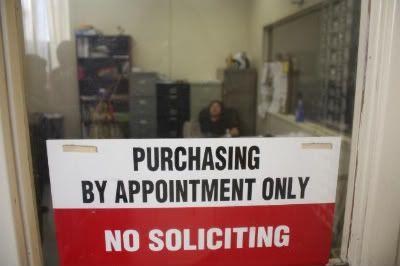 PURCHASING
BY APPOINTMENT ONLY
NO SOLICITING